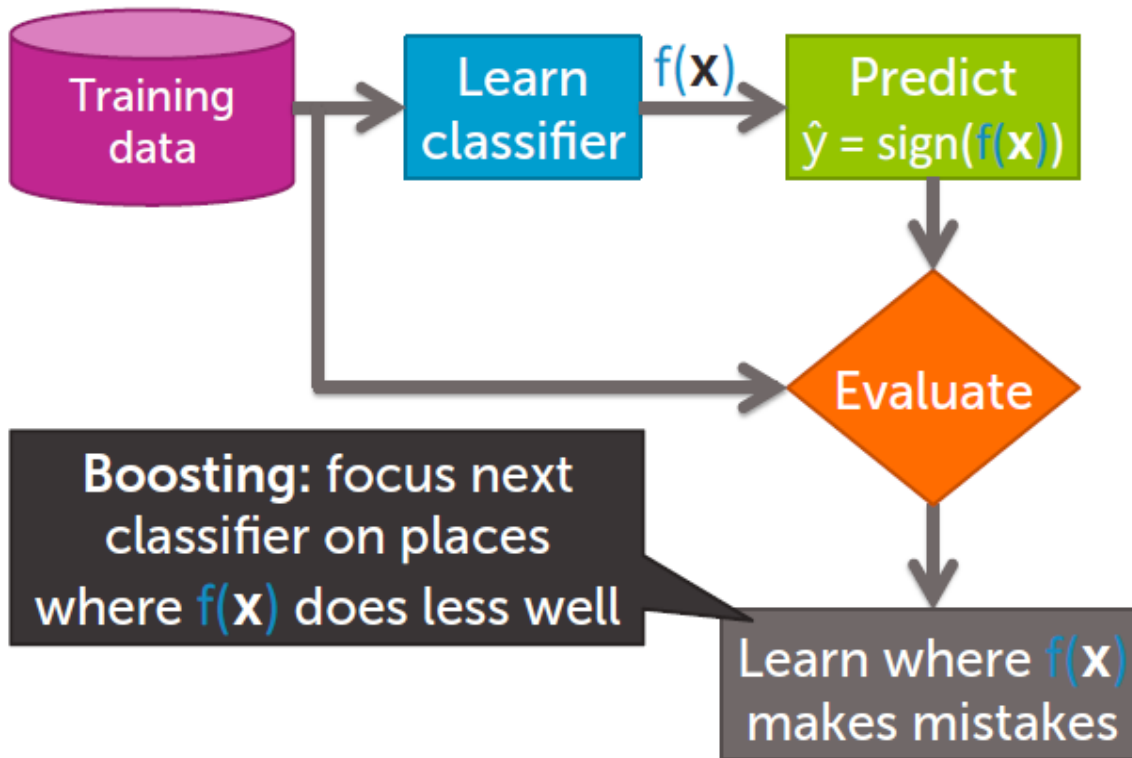 Training
data
Learn
classifier
f(x)
Predict
ŷ = sign(f(x))
Evaluate
Boosting: focus next
classifier on places
where f(x) does less well
Learn where f(x)
makes mistakes